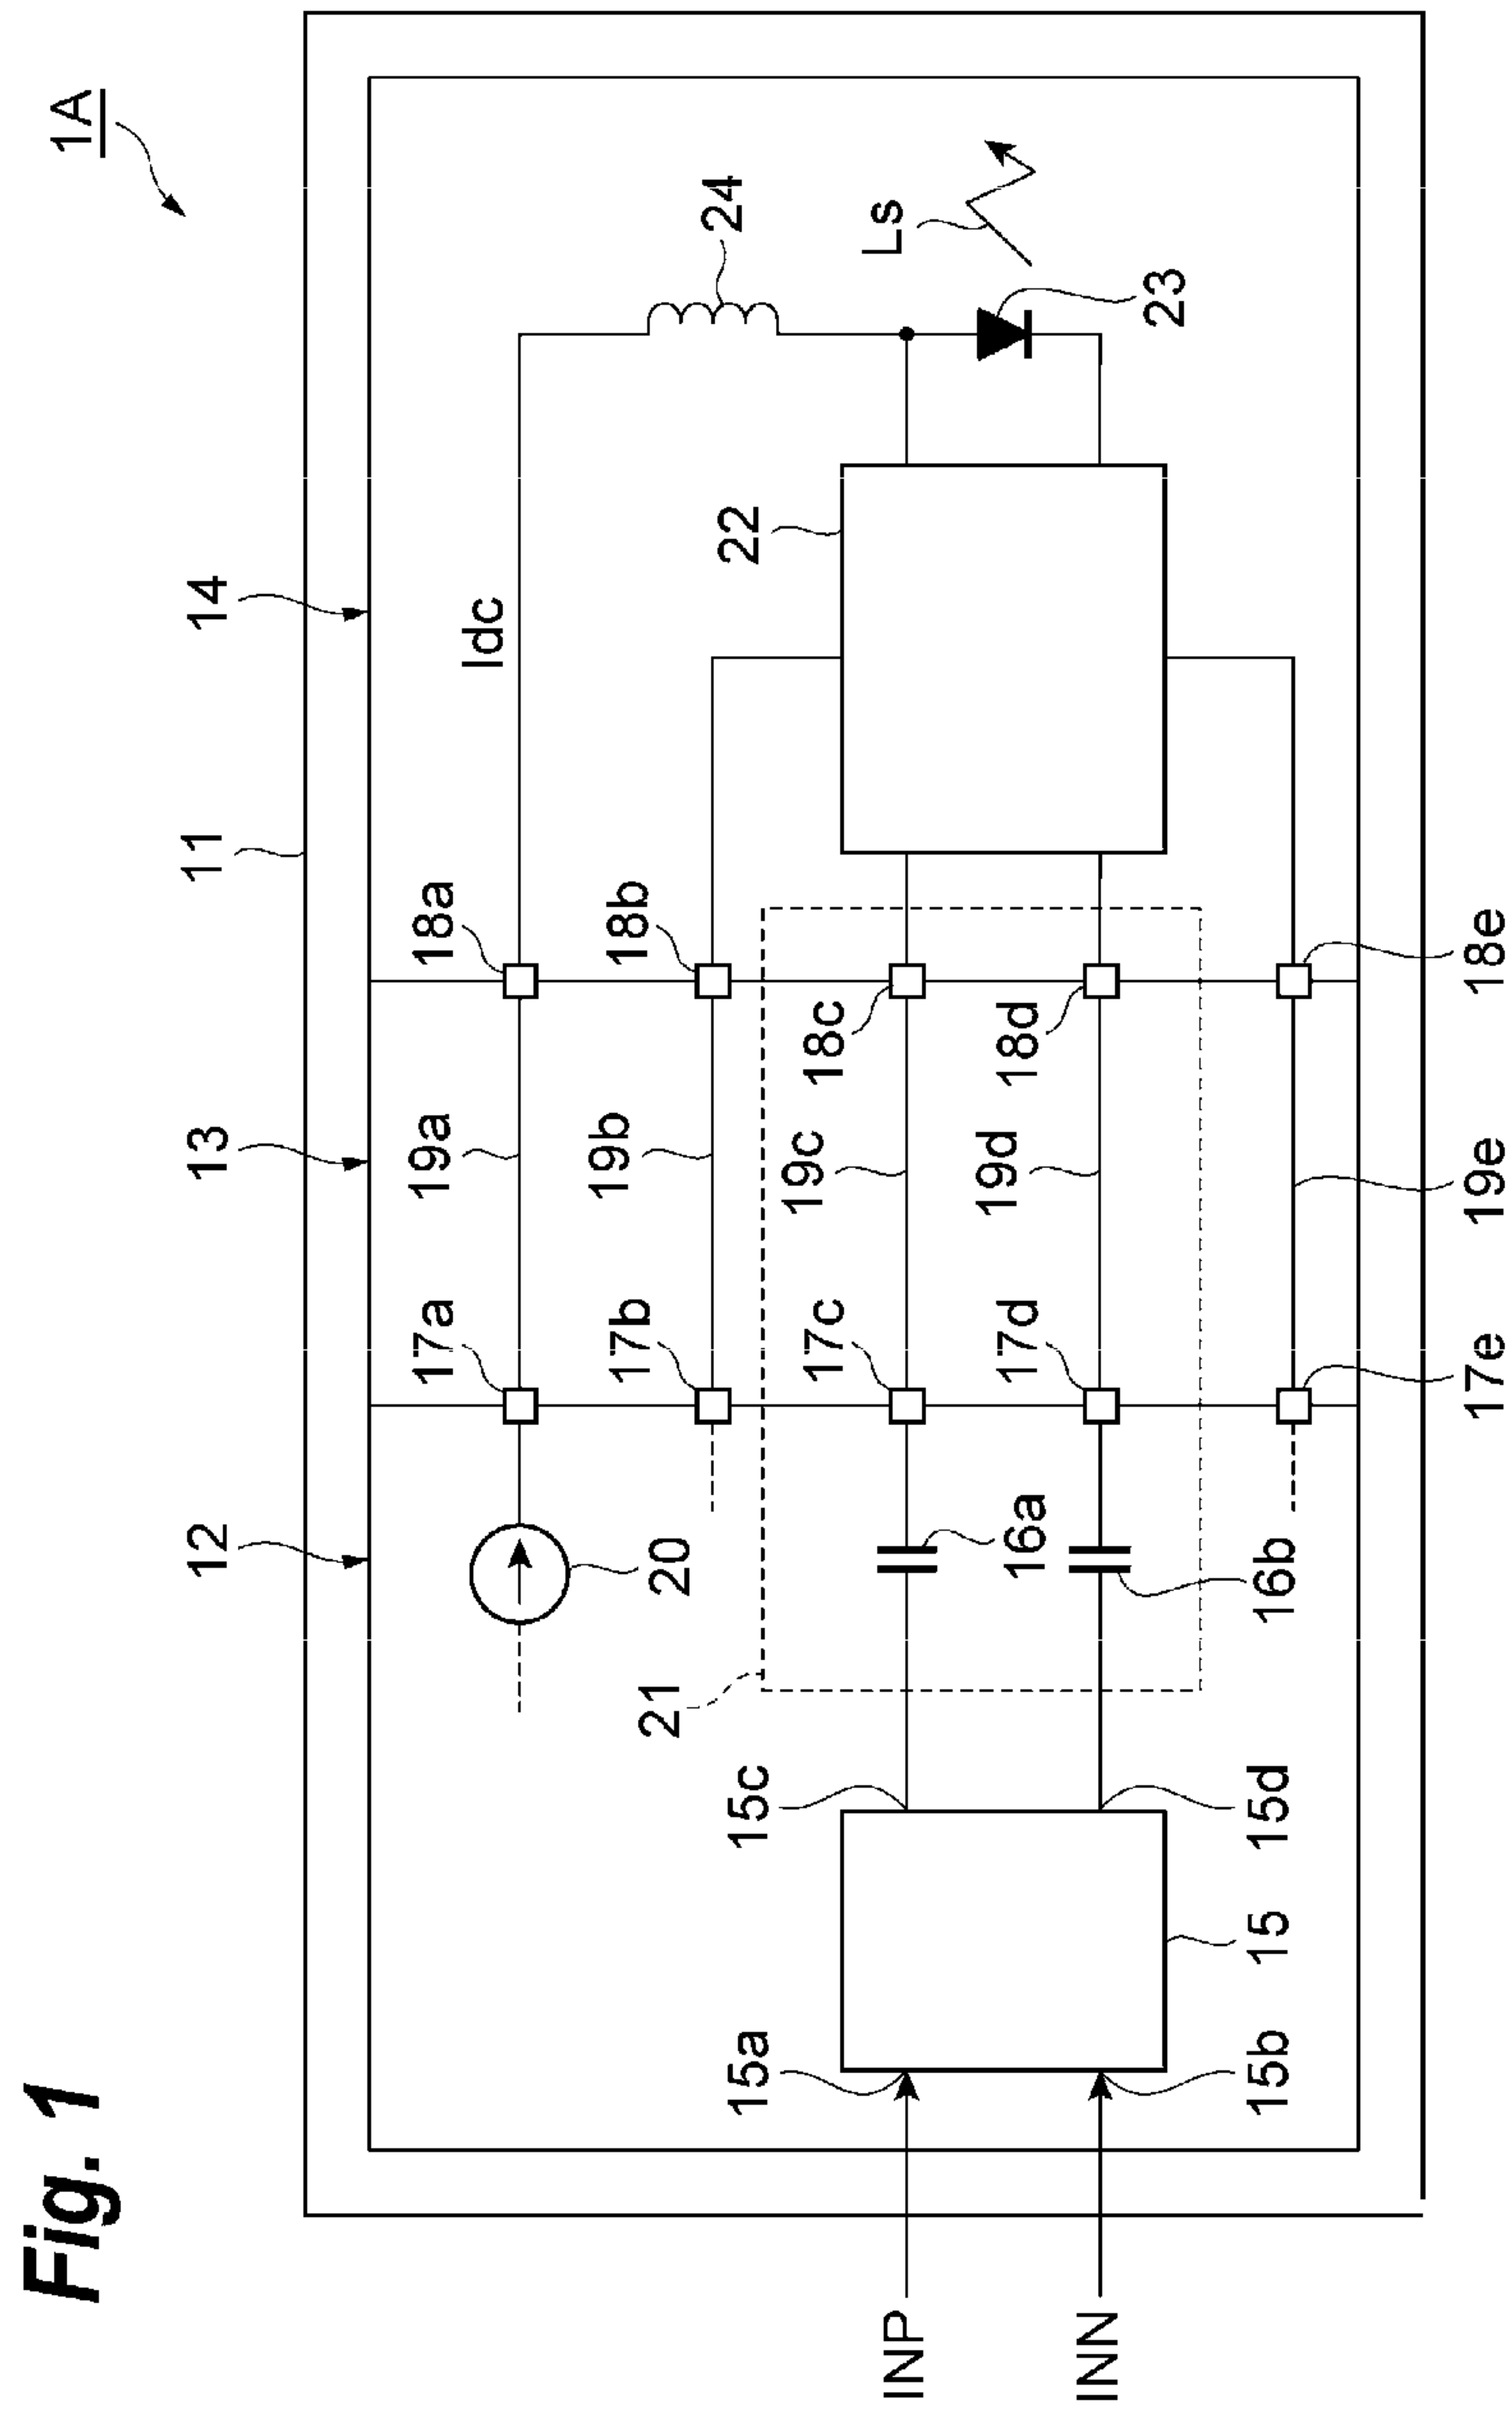 Fig. 1
1A
11
12
13
14
17a
18a
19a
Idc
24
20
17b
19b
18b
22
Ls
21
15a
15c
17c
19c
18c
INP
16a
INN
17d
19d
18d
23
15b
15
15d
16b
17e
19e
18e